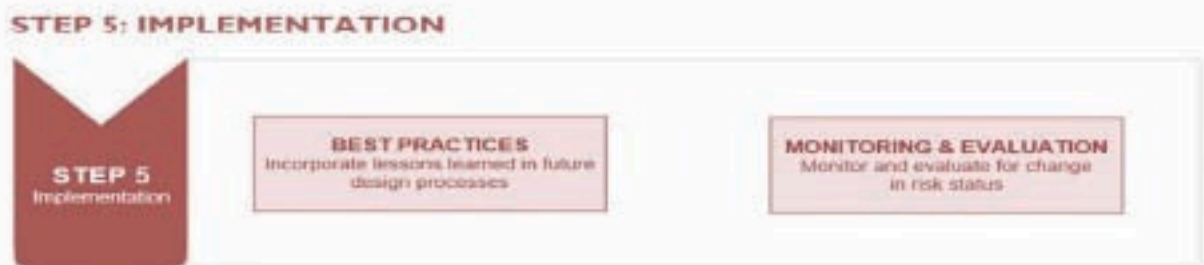 STEP 5: IMPLEMENTATION
STEP 5
Implementation
BEST PRACTICES
Incorporate lessons learned in future
design processes
MONITORING & EVALUATION
Monitor and evaluate for change
in risk status